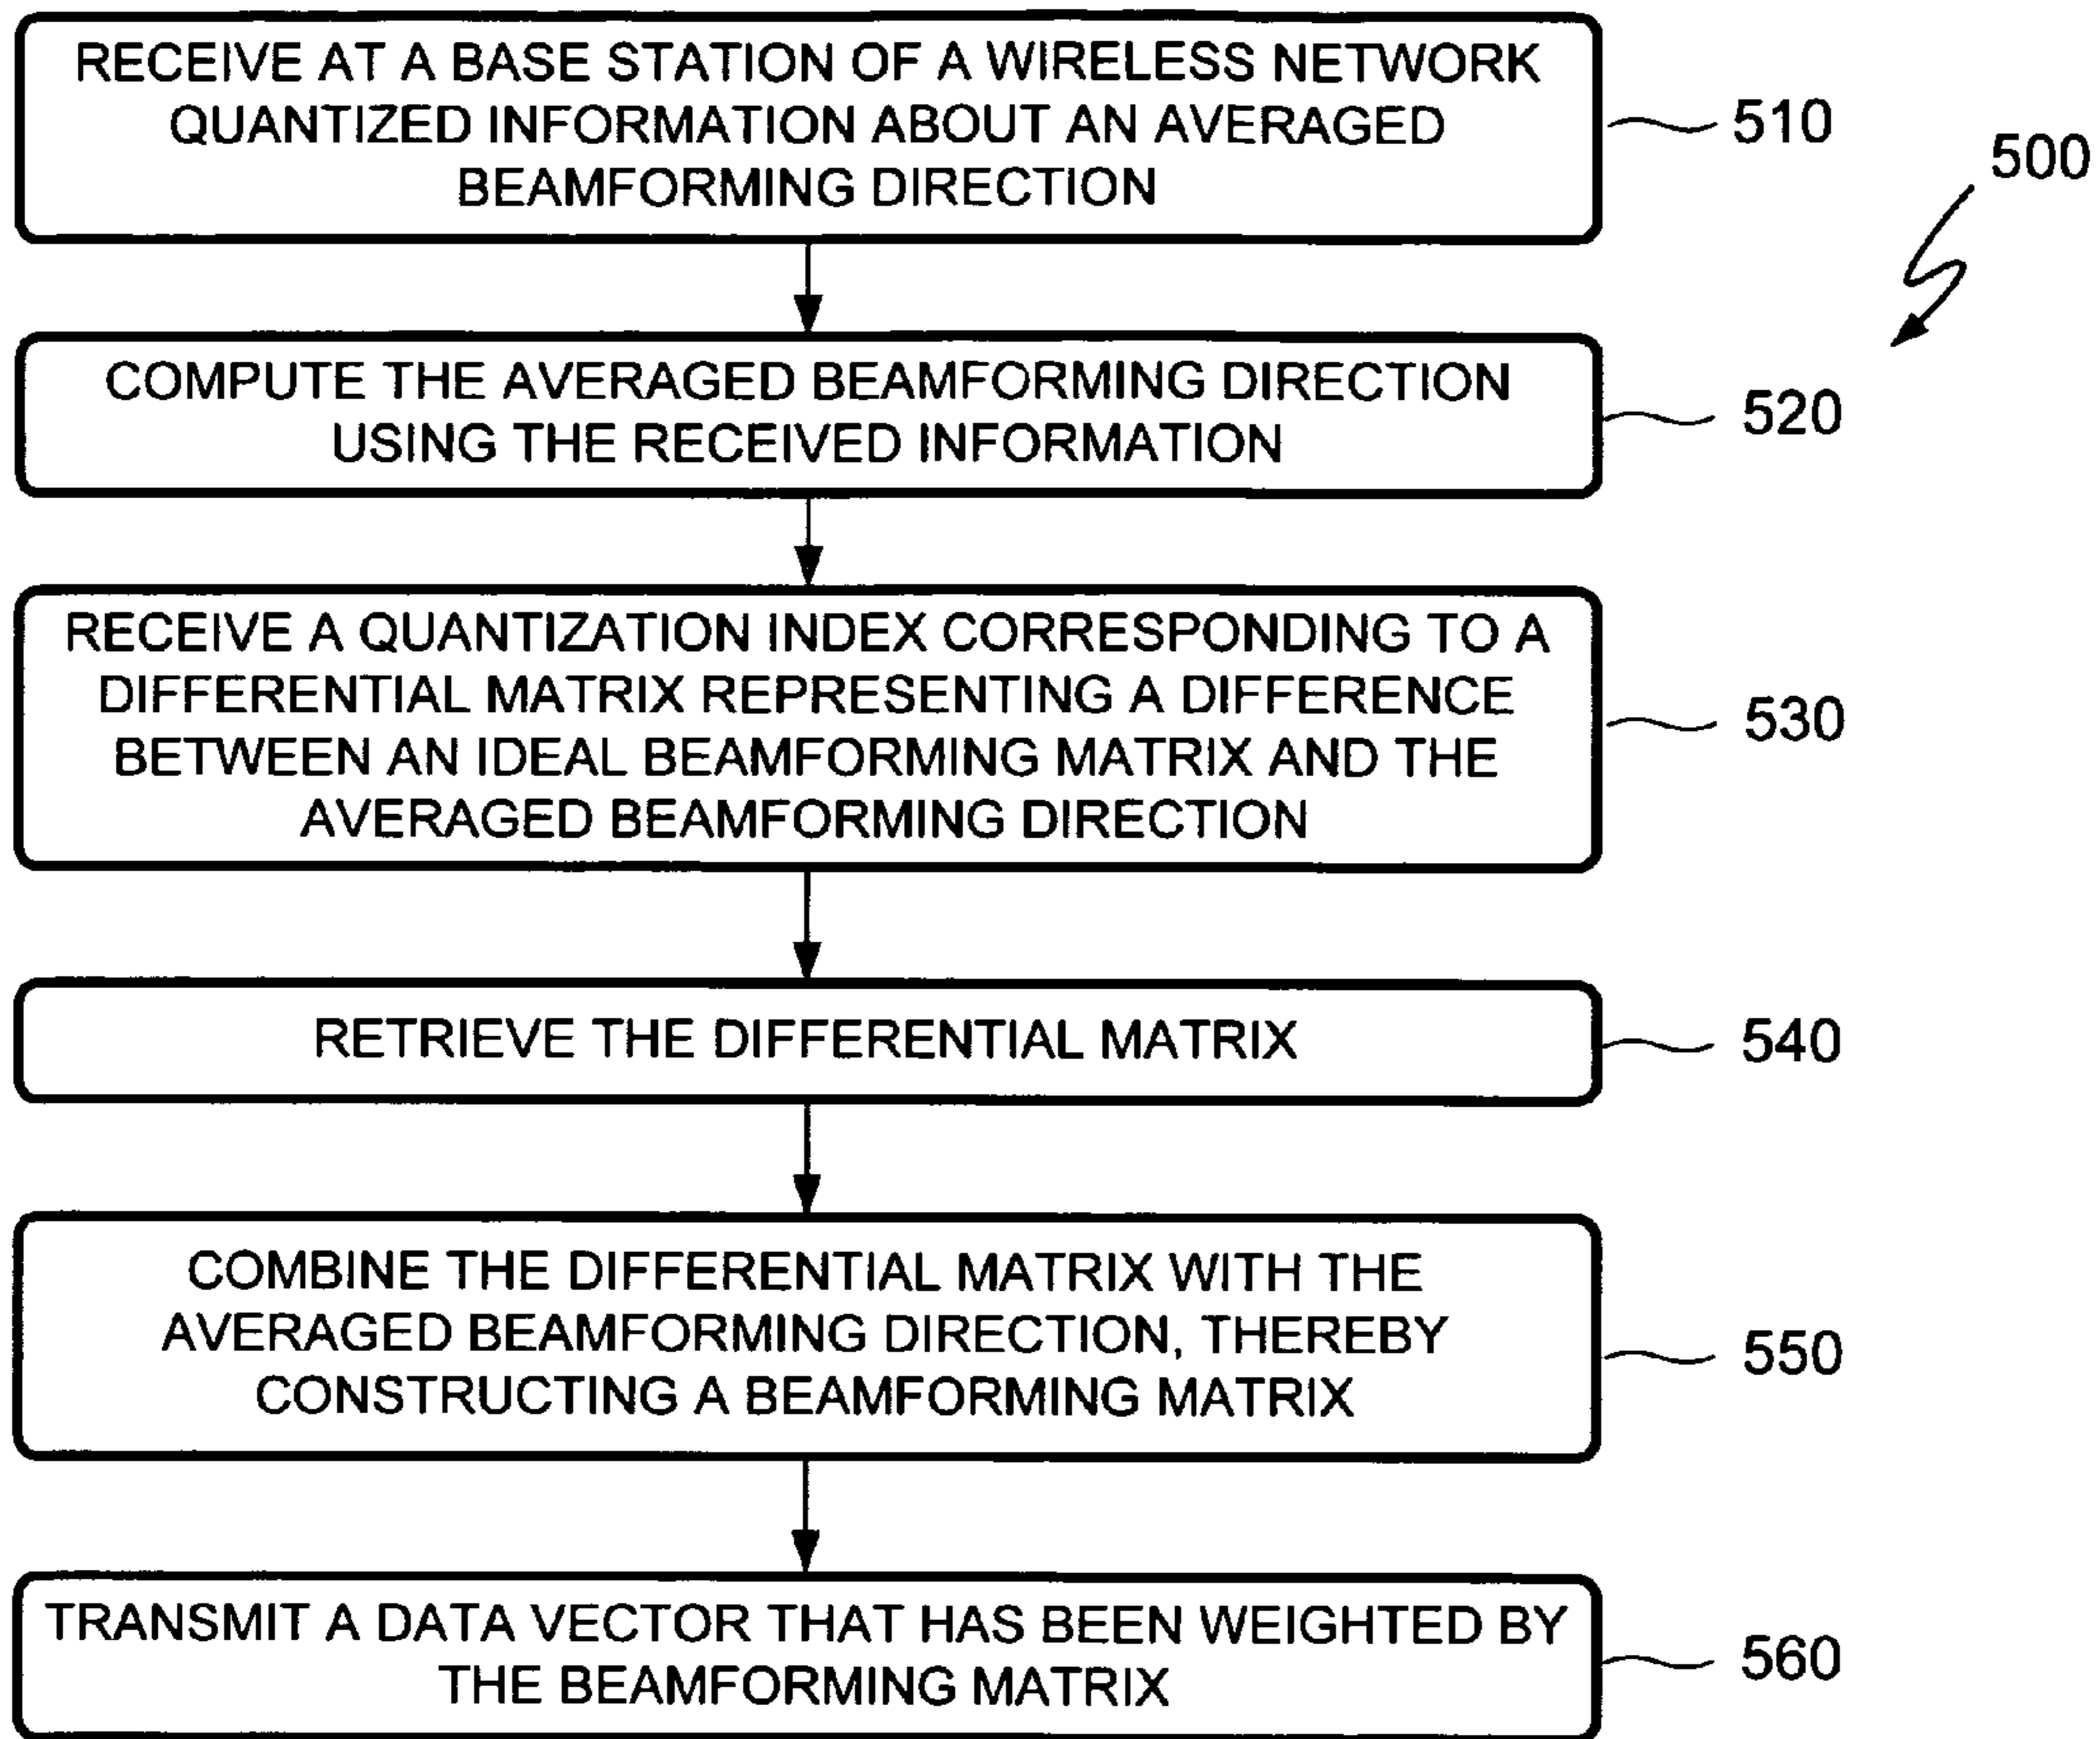 RECEIVE AT A BASE STATION OF A WIRELESS NETWORK
QUANTIZED INFORMATION ABOUT AN AVERAGED
BEAMFORMING DIRECTION
510
500
COMPUTE THE AVERAGED BEAMFORMING DIRECTION
USING THE RECEIVED INFORMATION
520
RECEIVE A QUANTIZATION INDEX CORRESPONDING TO A
DIFFERENTIAL MATRIX REPRESENTING A DIFFERENCE
BETWEEN AN IDEAL BEAMFORMING MATRIX AND THE
AVERAGED BEAMFORMING DIRECTION
530
RETRIEVE THE DIFFERENTIAL MATRIX
540
COMBINE THE DIFFERENTIAL MATRIX WITH THE
AVERAGED BEAMFORMING DIRECTION, THEREBY
CONSTRUCTING A BEAMFORMING MATRIX
550
TRANSMIT A DATA VECTOR THAT HAS BEEN WEIGHTED BY
THE BEAMFORMING MATRIX
560